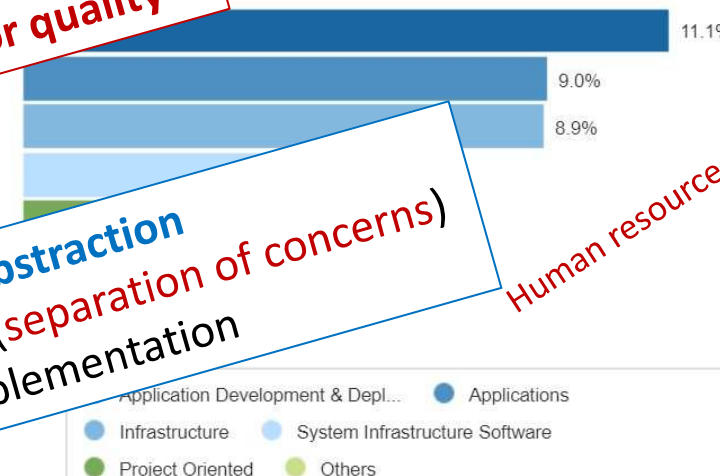 or quality
11.1%
9.0%
8.9%
bstraction
(separation of concerns)
plementation
Human resource
Application Development & Depl...
Applications
Infrastructure
System Infrastructure Software
Project Oriented
Others